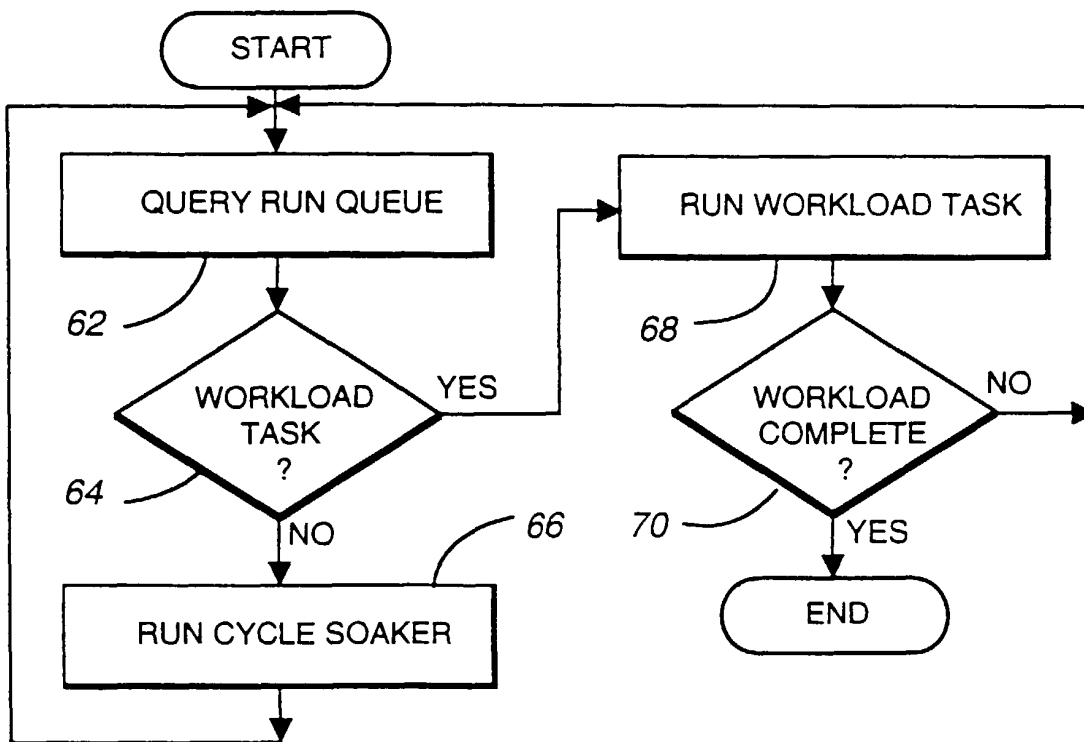 START
QUERY RUN QUEUE
62
WORKLOAD
TASK
?
YES
64
NO
66
RUN CYCLE SOAKER
RUN WORKLOAD TASK
68
WORKLOAD
COMPLETE
?
NO
70
YES
END